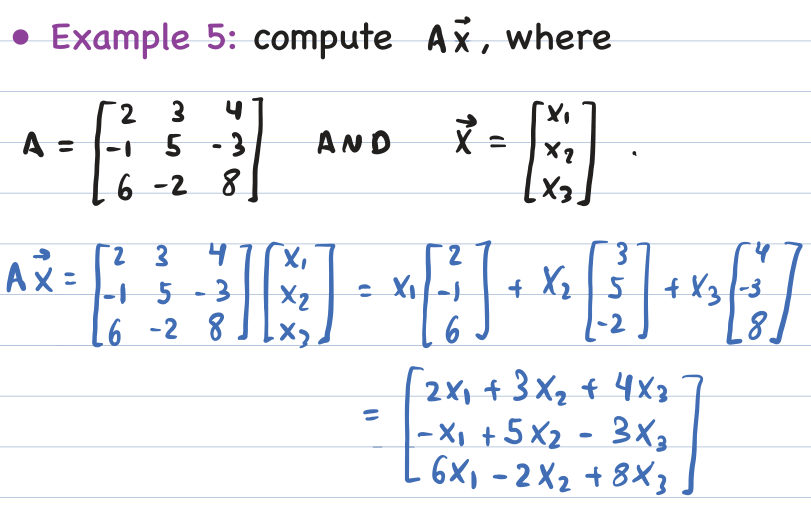 • Example 5: compute A x⃗, where
A = [2 3 4; -1 5 -3; 6 -2 8] AND x⃗ = [x₁; x₂; x₃].
A x⃗ = [2 3 4; -1 5 -3; 6 -2 8] [x₁; x₂; x₃] = x₁ [2; -1; 6] + x₂ [3; 5; -2] + x₃ [4; -3; 8]
= [2x₁ + 3x₂ + 4x₃; -x₁ + 5x₂ - 3x₃; 6x₁ - 2x₂ + 8x₃]